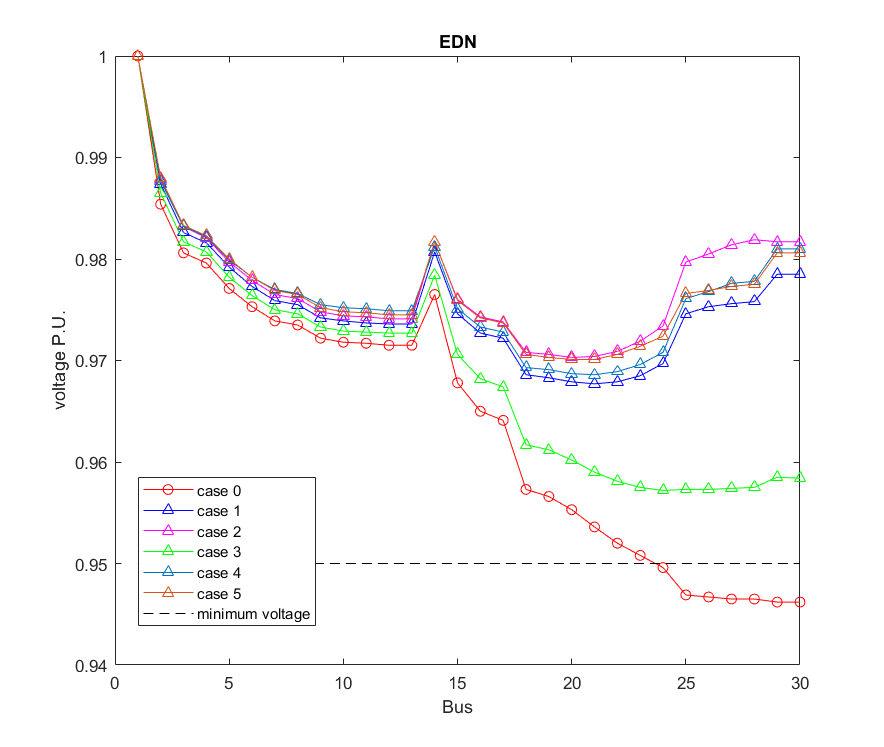 EDN
1
0.99
0.98
0.97
0.96
0.95
0.94
voltage P.U.
case 0
case 1
case 2
case 3
case 4
case 5
minimum voltage
0 5 10 15 20 25 30
Bus